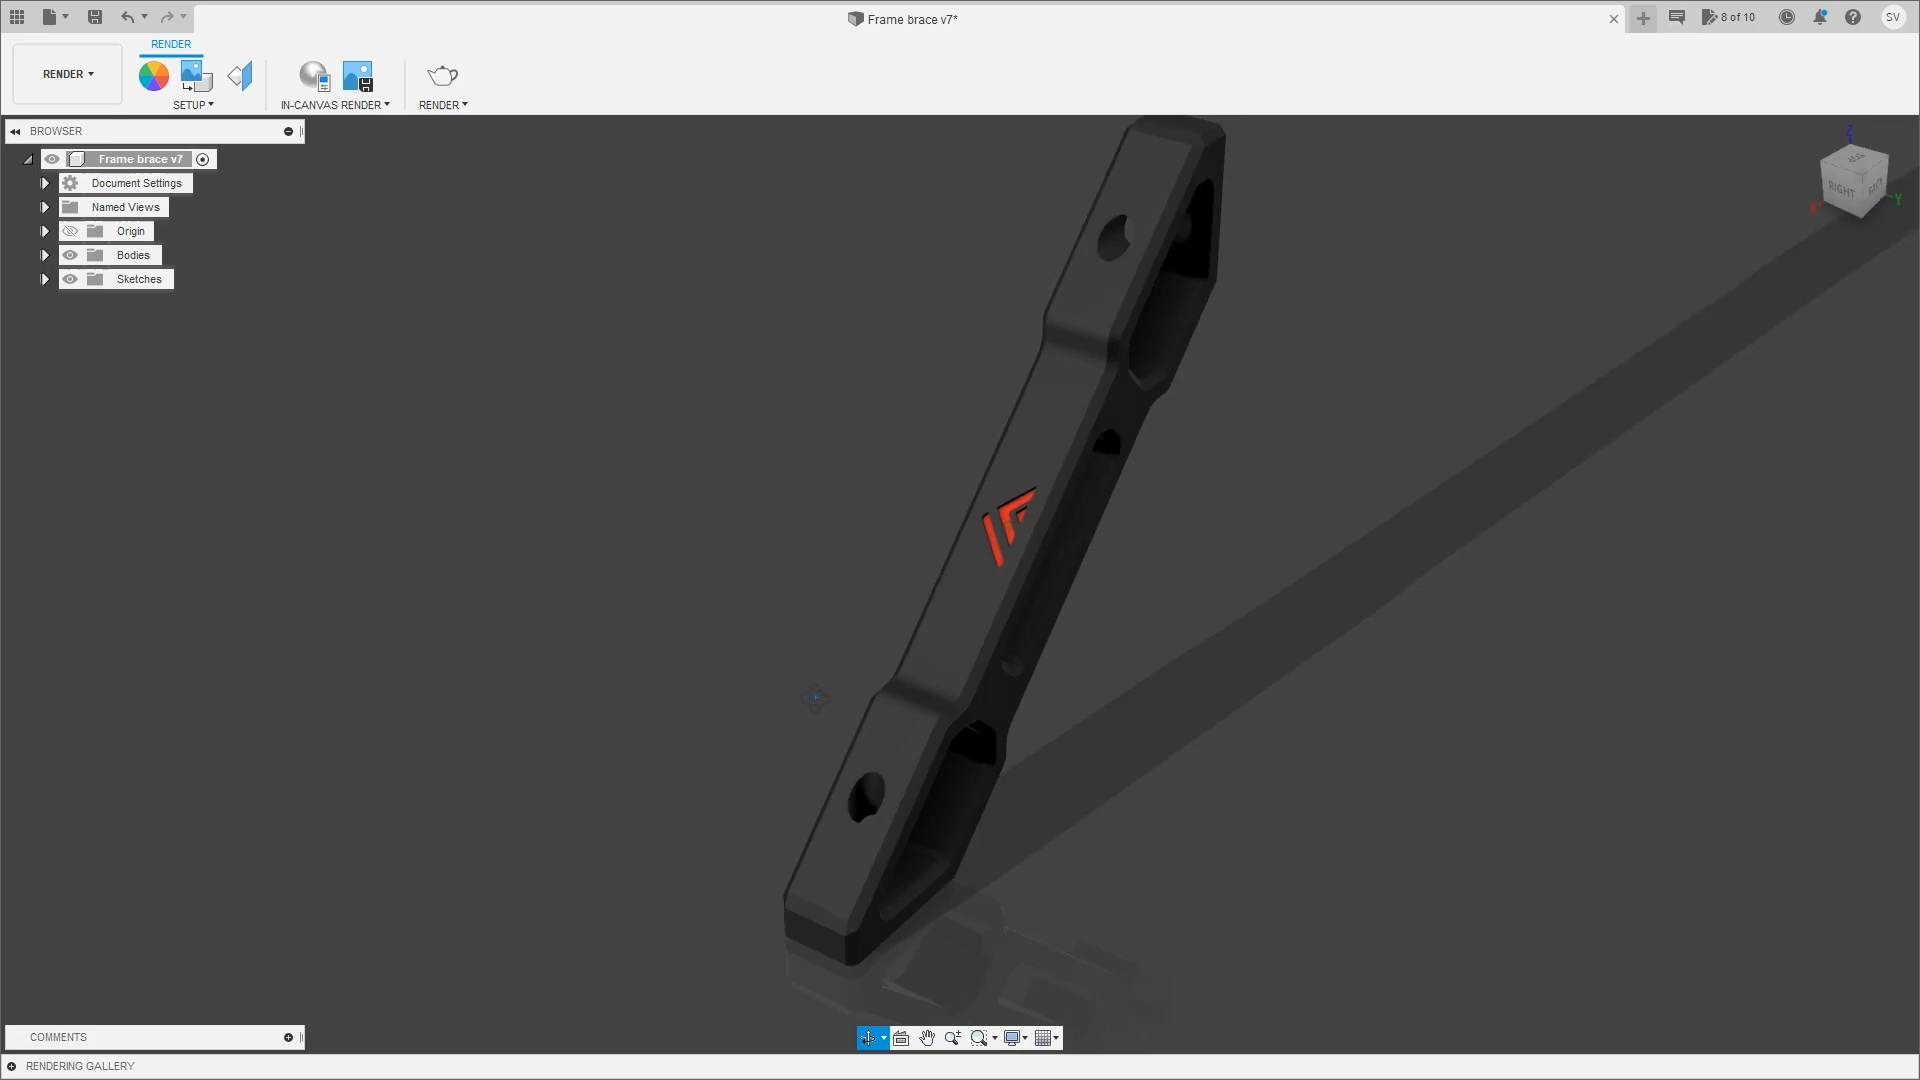 Frame brace v7*
8 of 10
SV
RENDER
RENDER
SETUP
IN-CANVAS RENDER
RENDER
BROWSER
Frame brace v7
Document Settings
Named Views
Origin
Bodies
Sketches
Z
RIGHT
BACK
Y
X
COMMENTS
RENDERING GALLERY